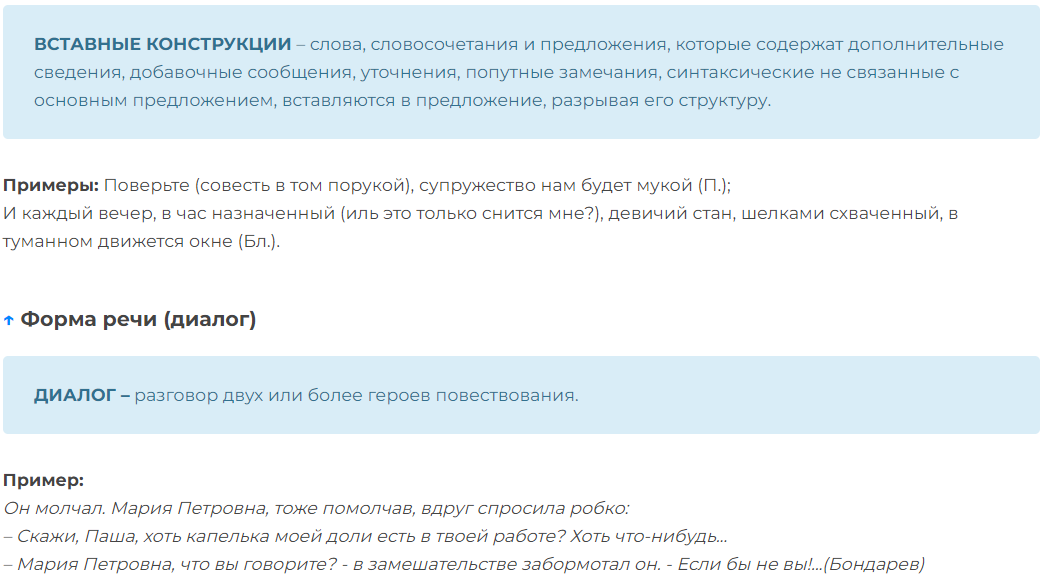 ВСТАВНЫЕ КОНСТРУКЦИИ – слова, словосочетания и предложения, которые содержат дополнительные
сведения, добавочные сообщения, уточнения, попутные замечания, синтаксические не связанные с
основным предложением, вставляются в предложение, разрывая его структуру.
Примеры: Поверьте (совесть в том порукой), супружество нам будет мукой (П.);
И каждый вечер, в час назначенный (иль это только снится мне?), девичий стан, шелками схваченный, в
туманном движется окне (Бл.).
↑ Форма речи (диалог)
ДИАЛОГ – разговор двух или более героев повествования.
Пример:
Он молчал. Мария Петровна, тоже помолчав, вдруг спросила робко:
– Скажи, Паша, хоть капелька моей доли есть в твоей работе? Хоть что-нибудь...
– Мария Петровна, что вы говорите? - в замешательстве забормотал он. - Если бы не вы!...(Бондарев)